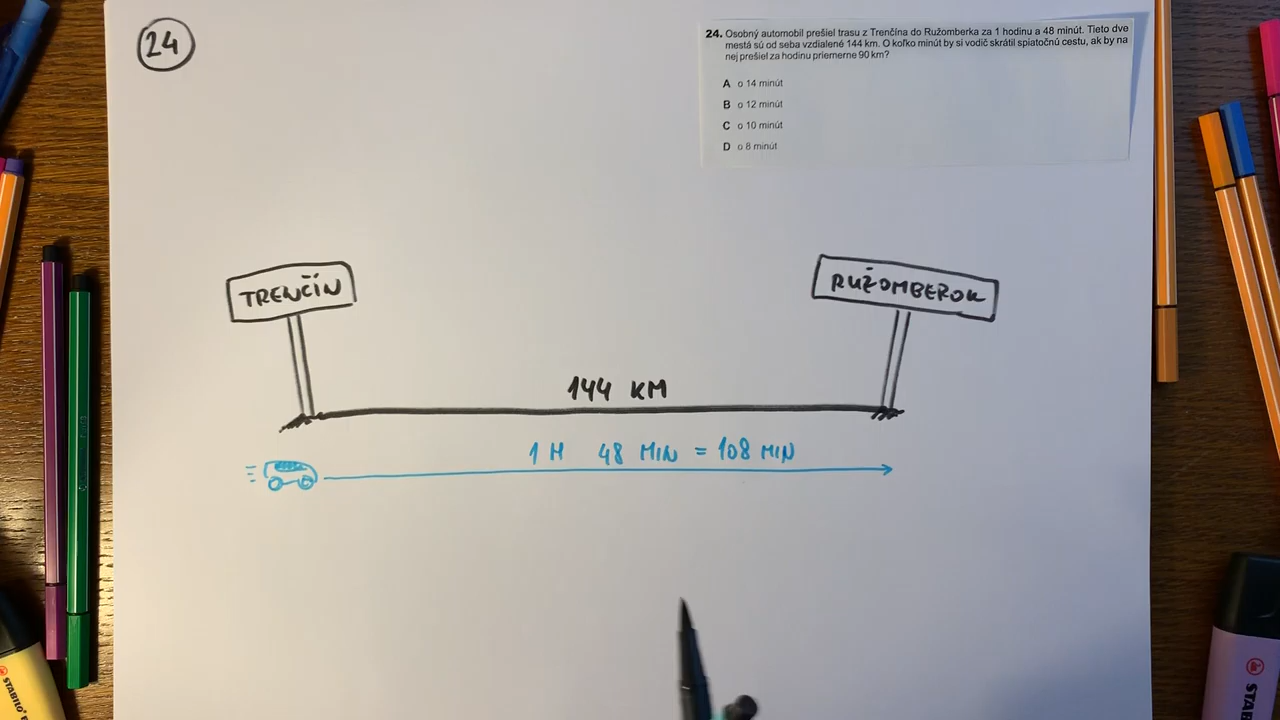 24
24. Osobný automobil prešiel trasu z Trenčína do Ružomberka za 1 hodinu a 48 minút. Tieto dve
mestá sú od seba vzdialené 144 km. O koľko minút by si vodič skrátil spiatočnú cestu, ak by na
nej prešiel za hodinu priemerne 90 km?
A o 14 minút
B o 12 minút
C o 10 minút
D o 8 minút
TRENČÍN
RUŽOMBEROK
144 KM
1 H 48 MIN = 108 MIN
STABILO
STAB